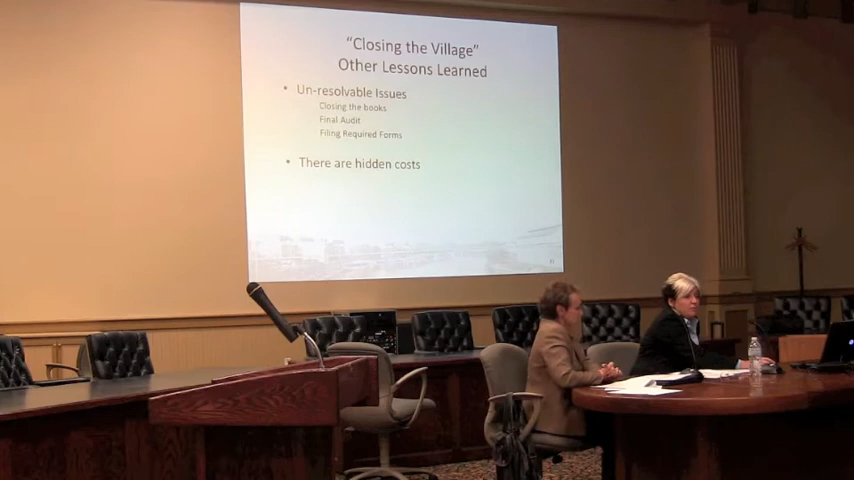 “Closing the Village”
Other Lessons Learned
• Un-resolvable Issues
Closing the books
Final Audit
Filing Required Forms
• There are hidden costs